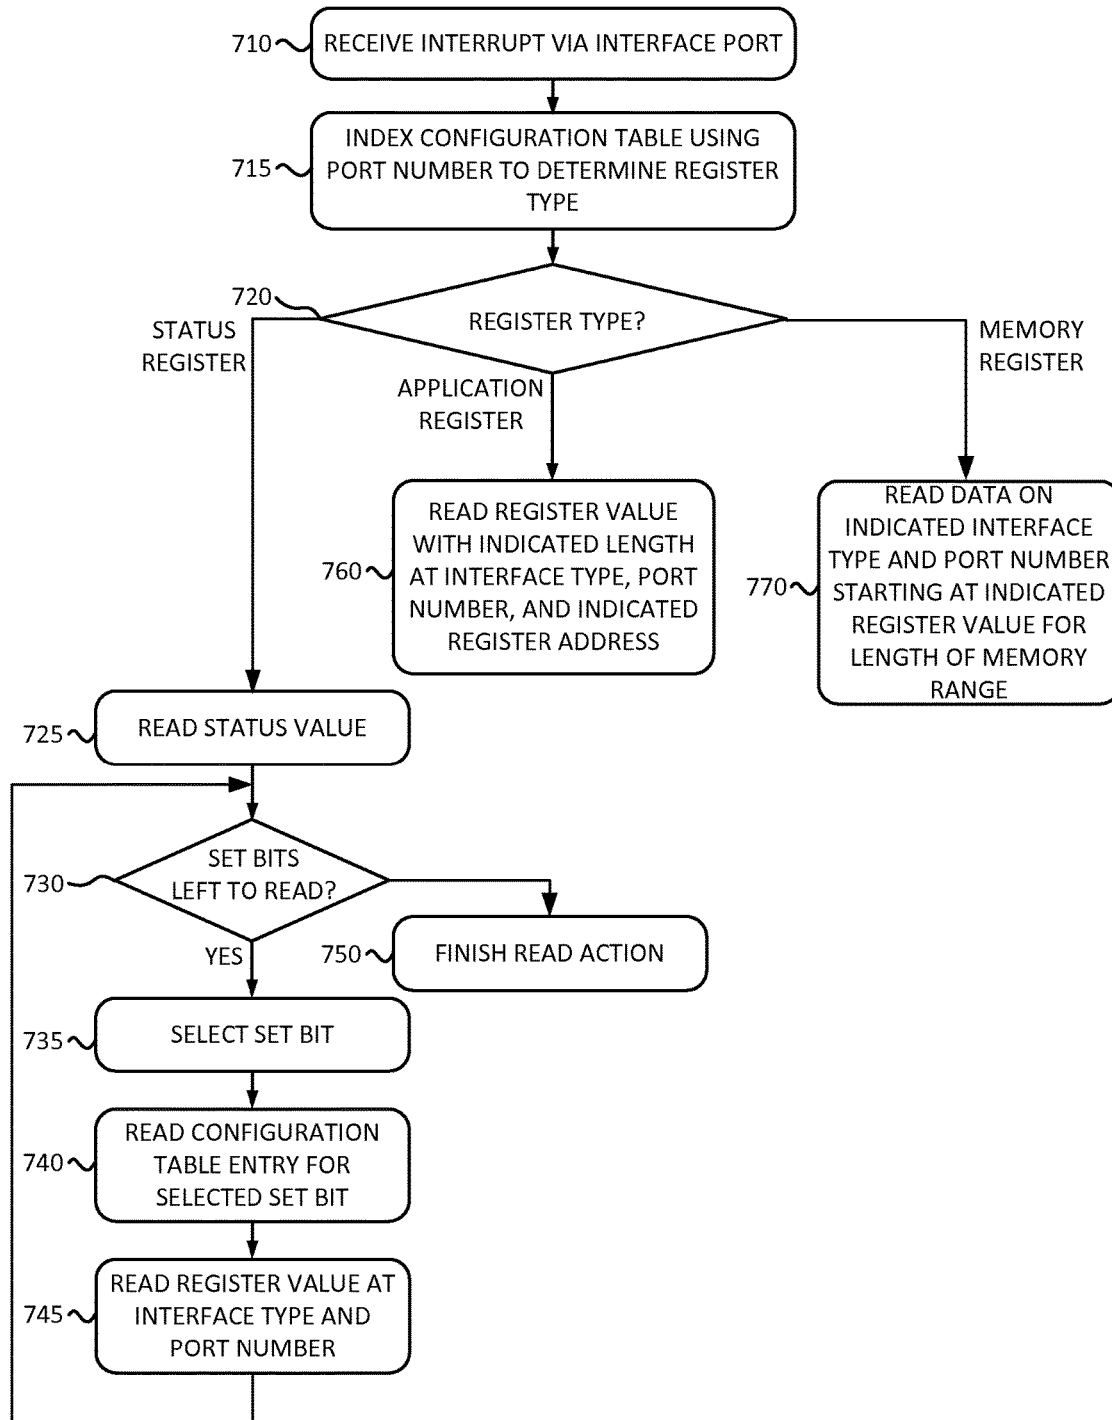 710
RECEIVE INTERRUPT VIA INTERFACE PORT
715
INDEX CONFIGURATION TABLE USING
PORT NUMBER TO DETERMINE REGISTER
TYPE
720
REGISTER TYPE?
STATUS
REGISTER
APPLICATION
REGISTER
MEMORY
REGISTER
760
READ REGISTER VALUE
WITH INDICATED LENGTH
AT INTERFACE TYPE, PORT
NUMBER, AND INDICATED
REGISTER ADDRESS
770
READ DATA ON
INDICATED INTERFACE
TYPE AND PORT NUMBER
STARTING AT INDICATED
REGISTER VALUE FOR
LENGTH OF MEMORY
RANGE
725
READ STATUS VALUE
730
SET BITS
LEFT TO READ?
YES
750
FINISH READ ACTION
735
SELECT SET BIT
740
READ CONFIGURATION
TABLE ENTRY FOR
SELECTED SET BIT
745
READ REGISTER VALUE AT
INTERFACE TYPE AND
PORT NUMBER